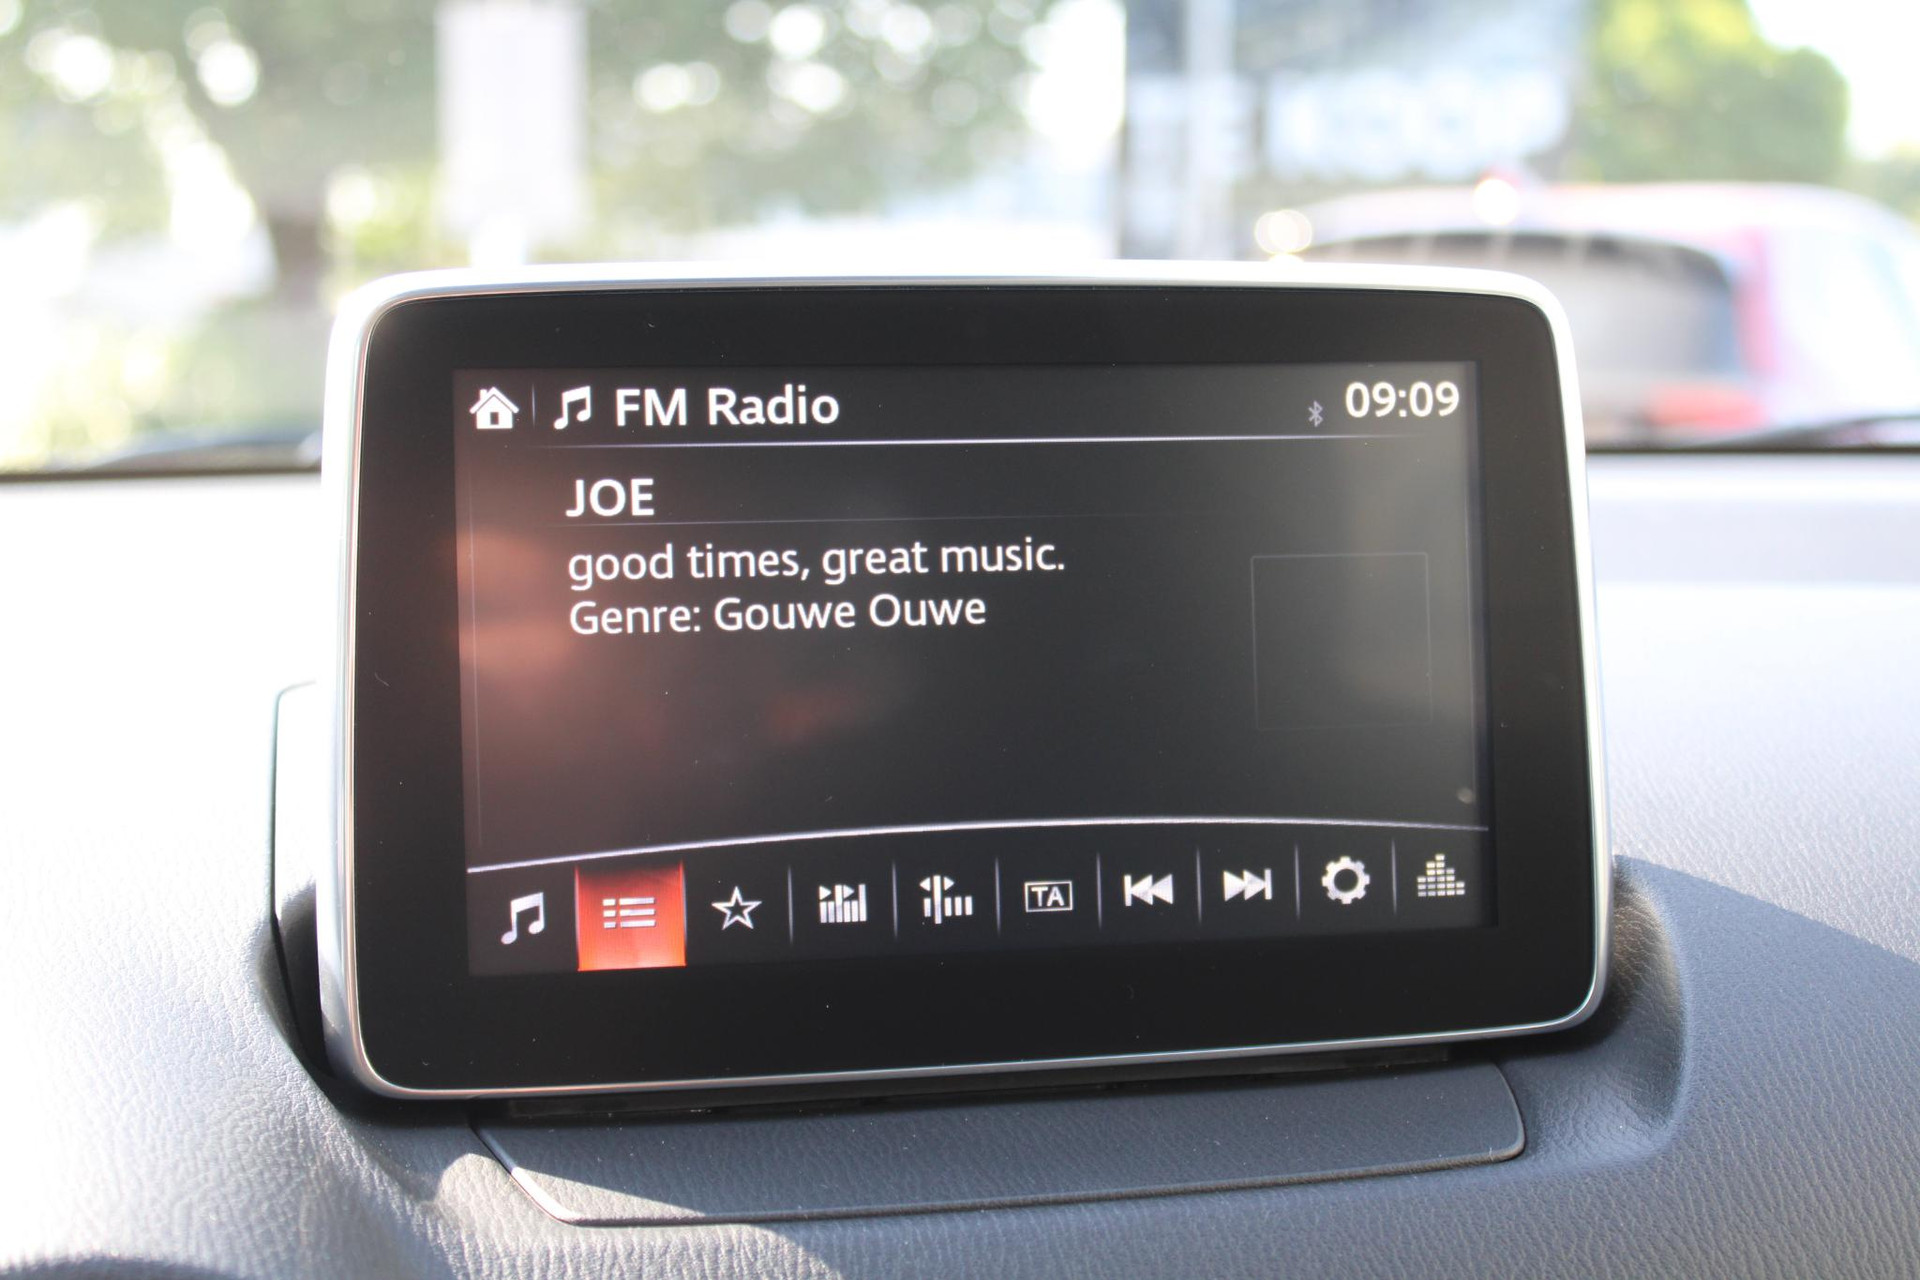 FM Radio
09:09
JOE
good times, great music.
Genre: Gouwe Ouwe
TA